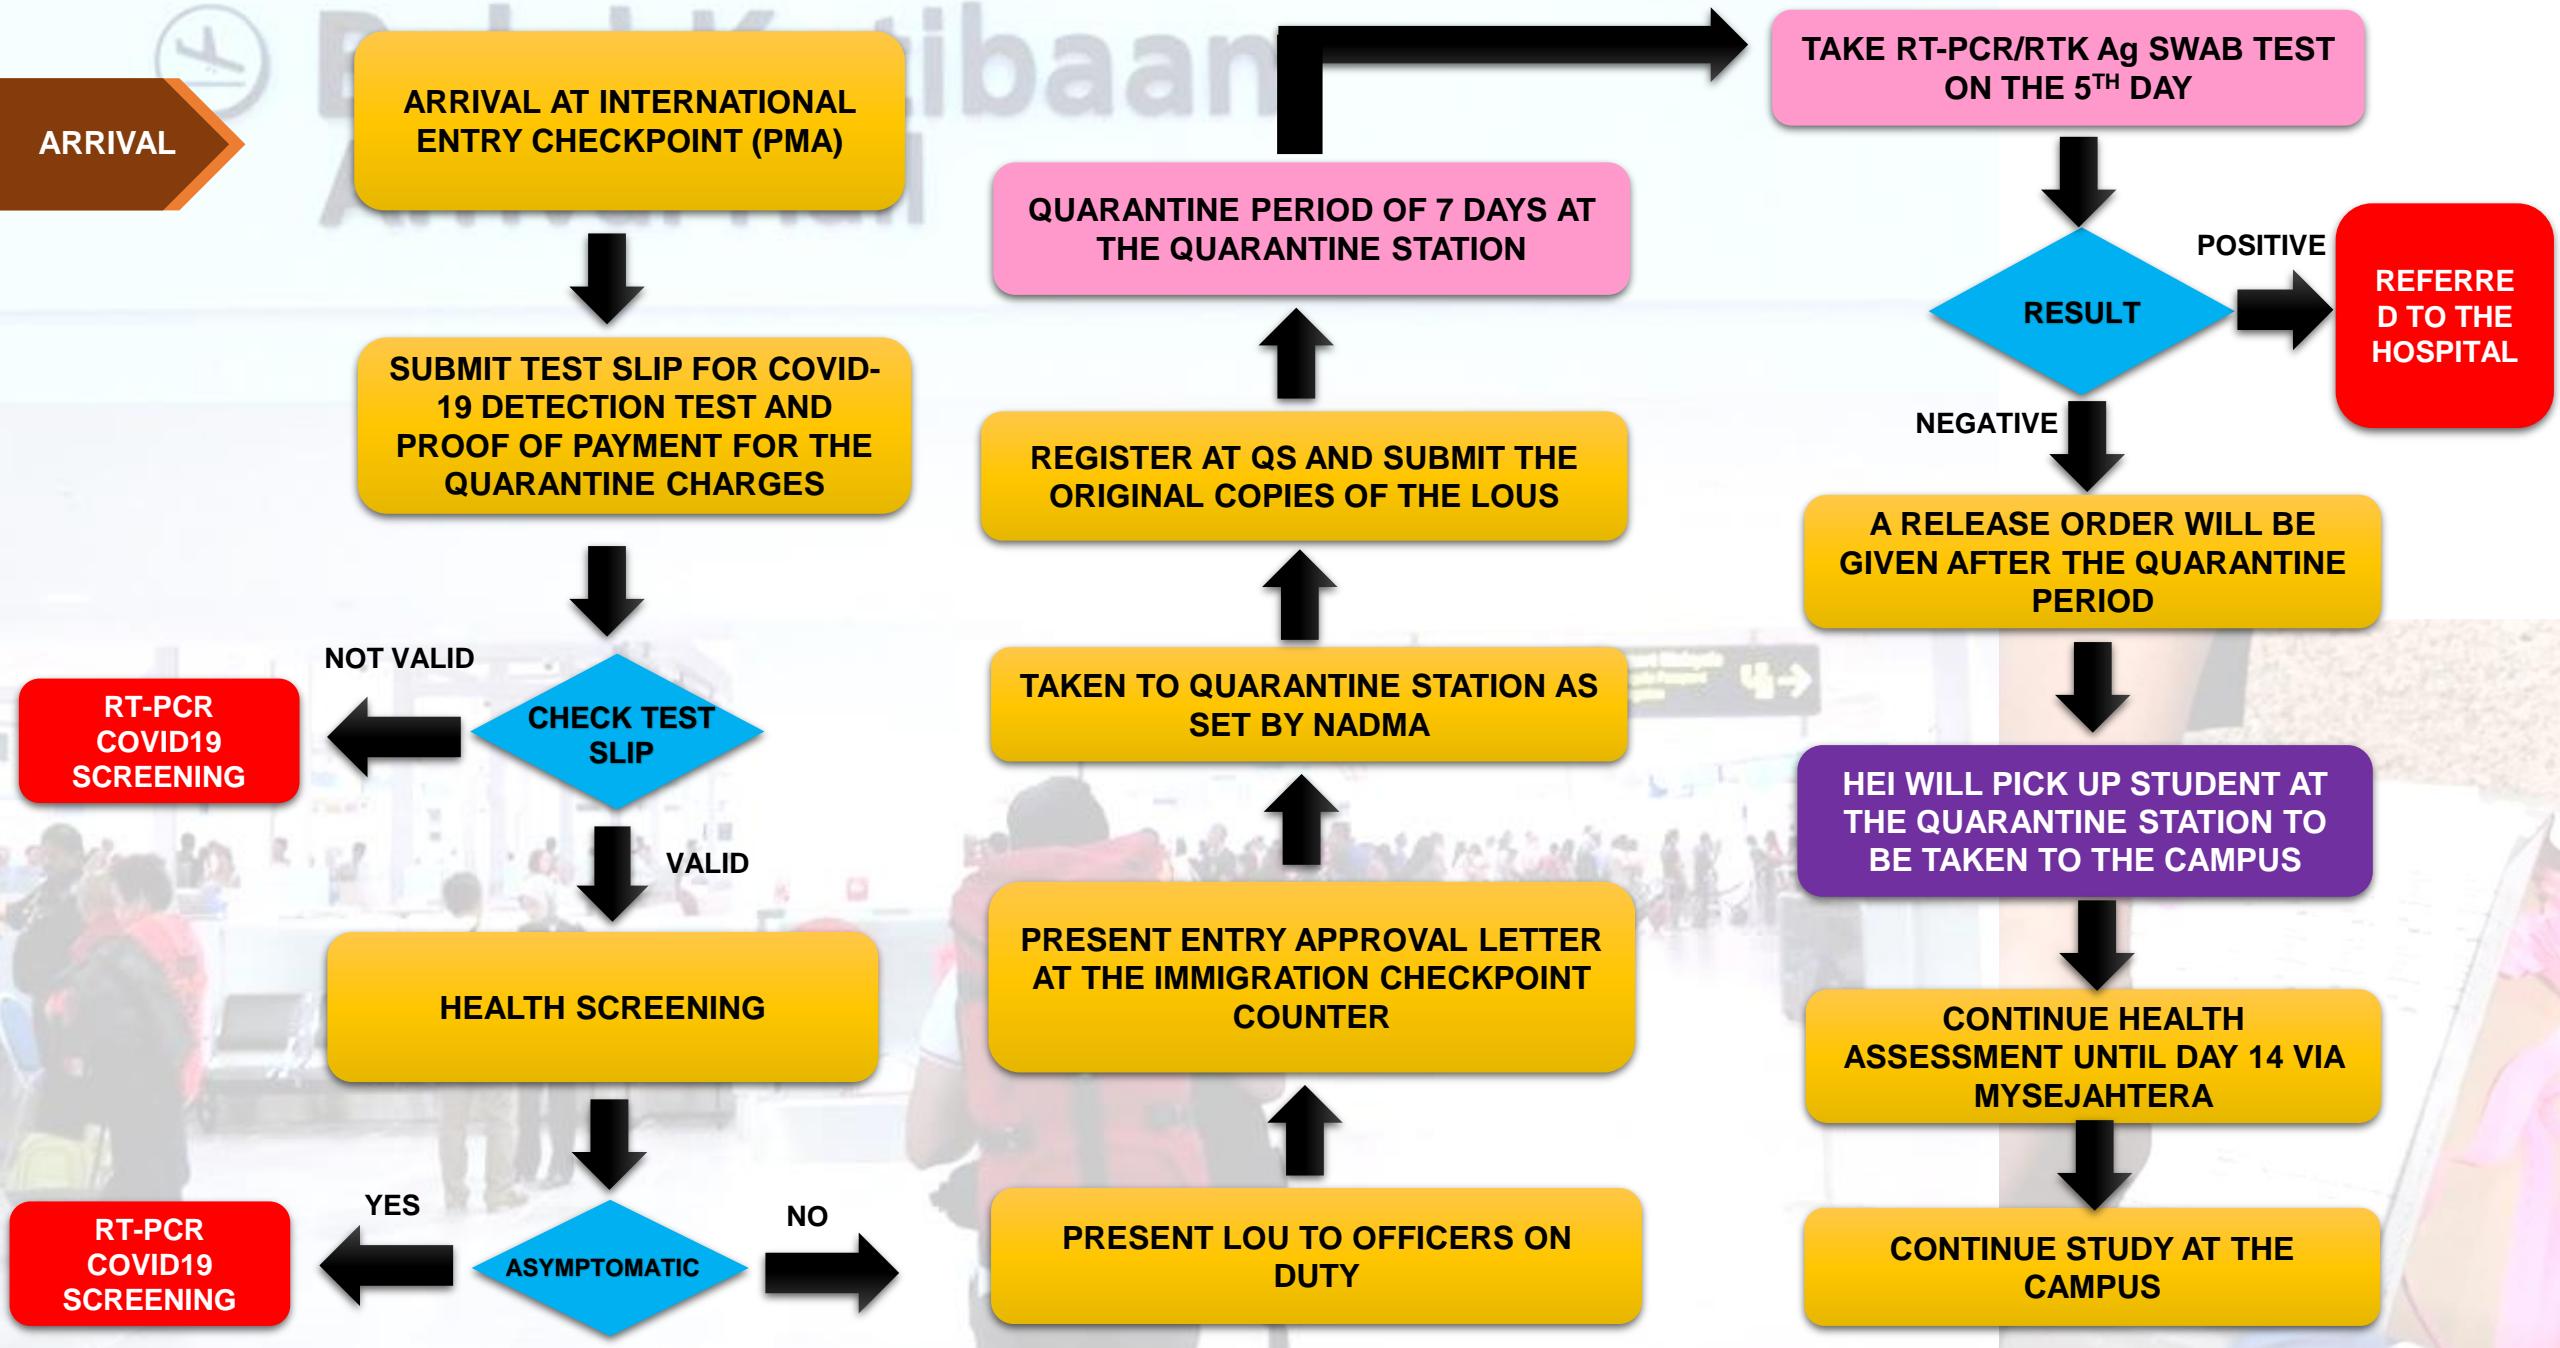 ARRIVAL
ARRIVAL AT INTERNATIONAL
ENTRY CHECKPOINT (PMA)
SUBMIT TEST SLIP FOR COVID-
19 DETECTION TEST AND
PROOF OF PAYMENT FOR THE
QUARANTINE CHARGES
NOT VALID
CHECK TEST
SLIP
RT-PCR
COVID19
SCREENING
VALID
HEALTH SCREENING
YES
ASYMPTOMATIC
NO
RT-PCR
COVID19
SCREENING
PRESENT LOU TO OFFICERS ON
DUTY
PRESENT ENTRY APPROVAL LETTER
AT THE IMMIGRATION CHECKPOINT
COUNTER
TAKEN TO QUARANTINE STATION AS
SET BY NADMA
REGISTER AT QS AND SUBMIT THE
ORIGINAL COPIES OF THE LOUS
QUARANTINE PERIOD OF 7 DAYS AT
THE QUARANTINE STATION
TAKE RT-PCR/RTK Ag SWAB TEST
ON THE 5TH DAY
RESULT
POSITIVE
REFERRE
D TO THE
HOSPITAL
NEGATIVE
A RELEASE ORDER WILL BE
GIVEN AFTER THE QUARANTINE
PERIOD
HEI WILL PICK UP STUDENT AT
THE QUARANTINE STATION TO
BE TAKEN TO THE CAMPUS
CONTINUE HEALTH
ASSESSMENT UNTIL DAY 14 VIA
MYSEJAHTERA
CONTINUE STUDY AT THE
CAMPUS